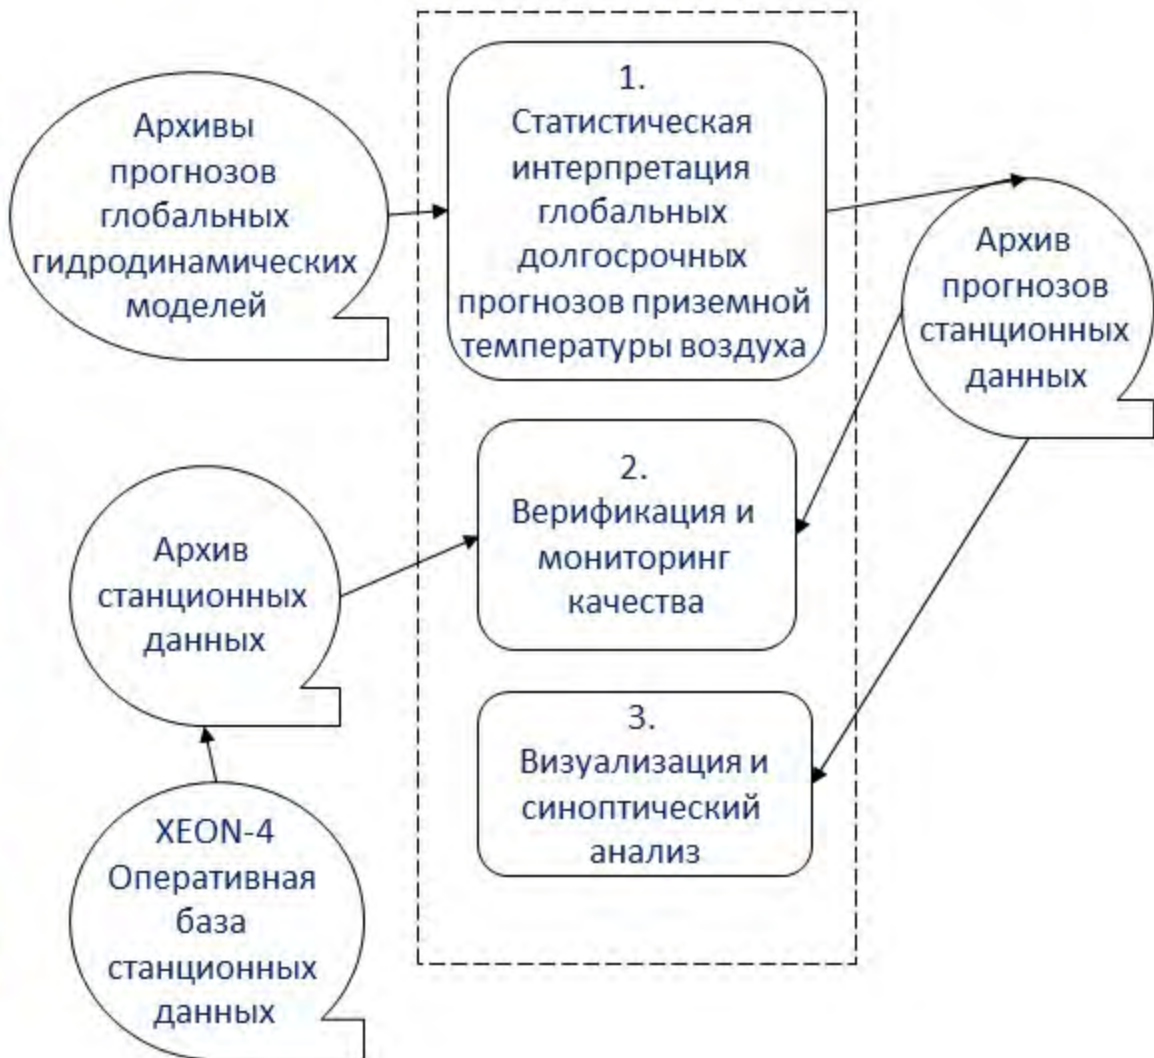 Архивы
прогнозов
глобальных
гидродинамических
моделей
1.
Статистическая
интерпретация
глобальных
долгосрочных
прогнозов приземной
температуры воздуха
Архив
прогнозов
станционных
данных
2.
Верификация и
мониторинг
качества
Архив
станционных
данных
3.
Визуализация и
синоптический
анализ
XEON-4
Оперативная
база
станционных
данных